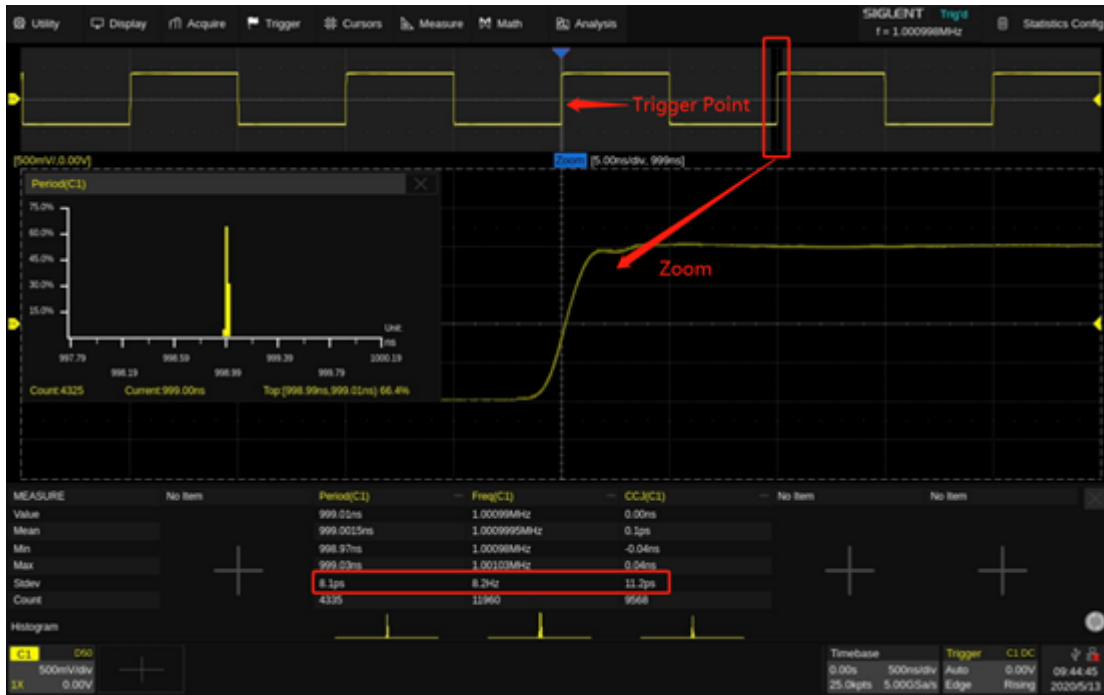 Utility Display Acquire Trigger Cursors Measure Math Analysis SIGLENT Trig'd Statistics Config
f = 1.000998MHz
Trigger Point
[500mV/,0.00V] Zoom [5.00ns/div, 999ns]
Period(C1)
75.0%
60.0%
45.0%
30.0%
15.0%
Zoom
Unit:
ns
997.79 998.59 999.39 1000.19
998.19 998.99 999.79
Count:4325 Current:999.00ns Top:[998.99ns,999.01ns) 66.4%
MEASURE No Item Period(C1) Freq(C1) CCJ(C1) No Item No Item
Value 999.01ns 1.00099MHz 0.00ns
Mean 999.0015ns 1.0009995MHz 0.1ps
Min 998.97ns 1.00098MHz -0.04ns
Max 999.03ns 1.00103MHz 0.04ns
Stdev 8.1ps 8.2Hz 11.2ps
Count 4335 11960 9568
Histogram
C1 D50 Timebase Trigger C1 DC
500mV/div 0.00s 500ns/div Auto 0.00V 09:44:45
1X 0.00V 25.0kpts 5.00GSa/s Edge Rising 2020/5/13